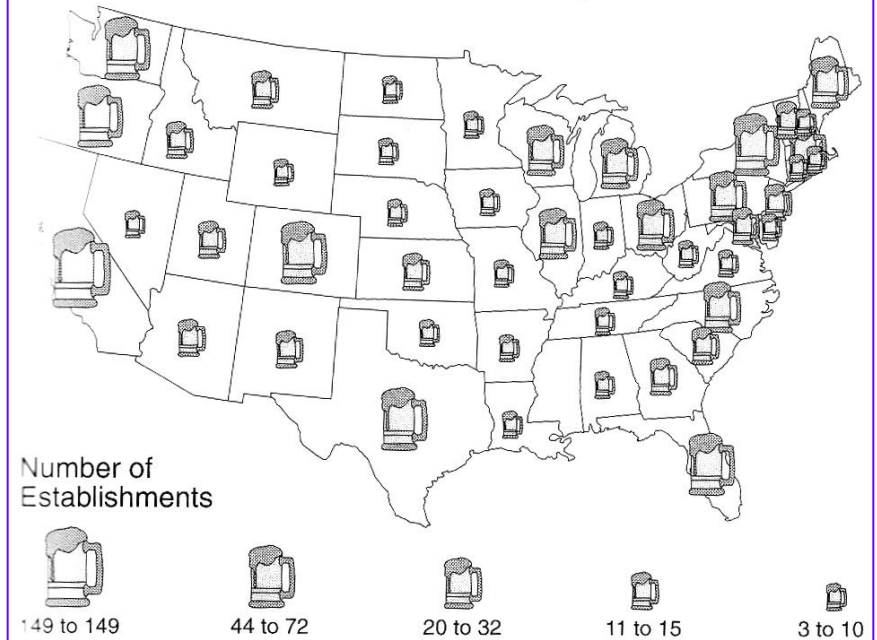 Number of
Establishments
149 to 149
44 to 72
20 to 32
11 to 15
3 to 10